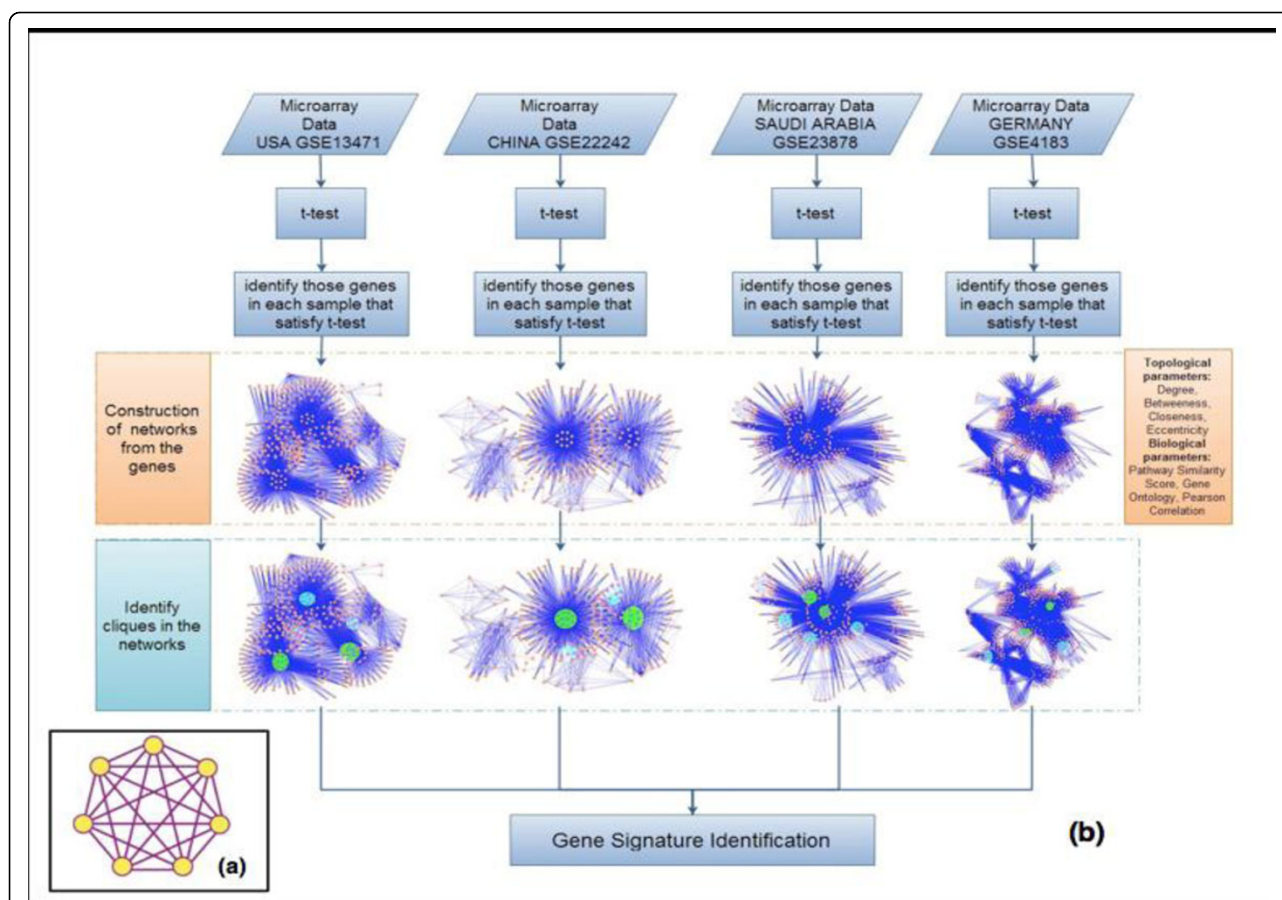 Microarray
Data
USA GSE13471
Microarray
Data
CHINA GSE22242
Microarray Data
SAUDI ARABIA
GSE23878
Microarray Data
GERMANY
GSE4183
t-test
t-test
t-test
t-test
identify those genes
in each sample that
satisfy t-test
identify those genes
in each sample that
satisfy t-test
identify those genes
in each sample that
satisfy t-test
identify those genes
in each sample that
satisfy t-test
Construction
of networks
from the
genes
Topological
parameters:
Degree,
Betweeness,
Closeness,
Eccentricity
Biological
parameters:
Pathway Similarity
Score, Gene
Ontology, Pearson
Correlation
Identify
cliques in the
networks
(a)
Gene Signature Identification
(b)